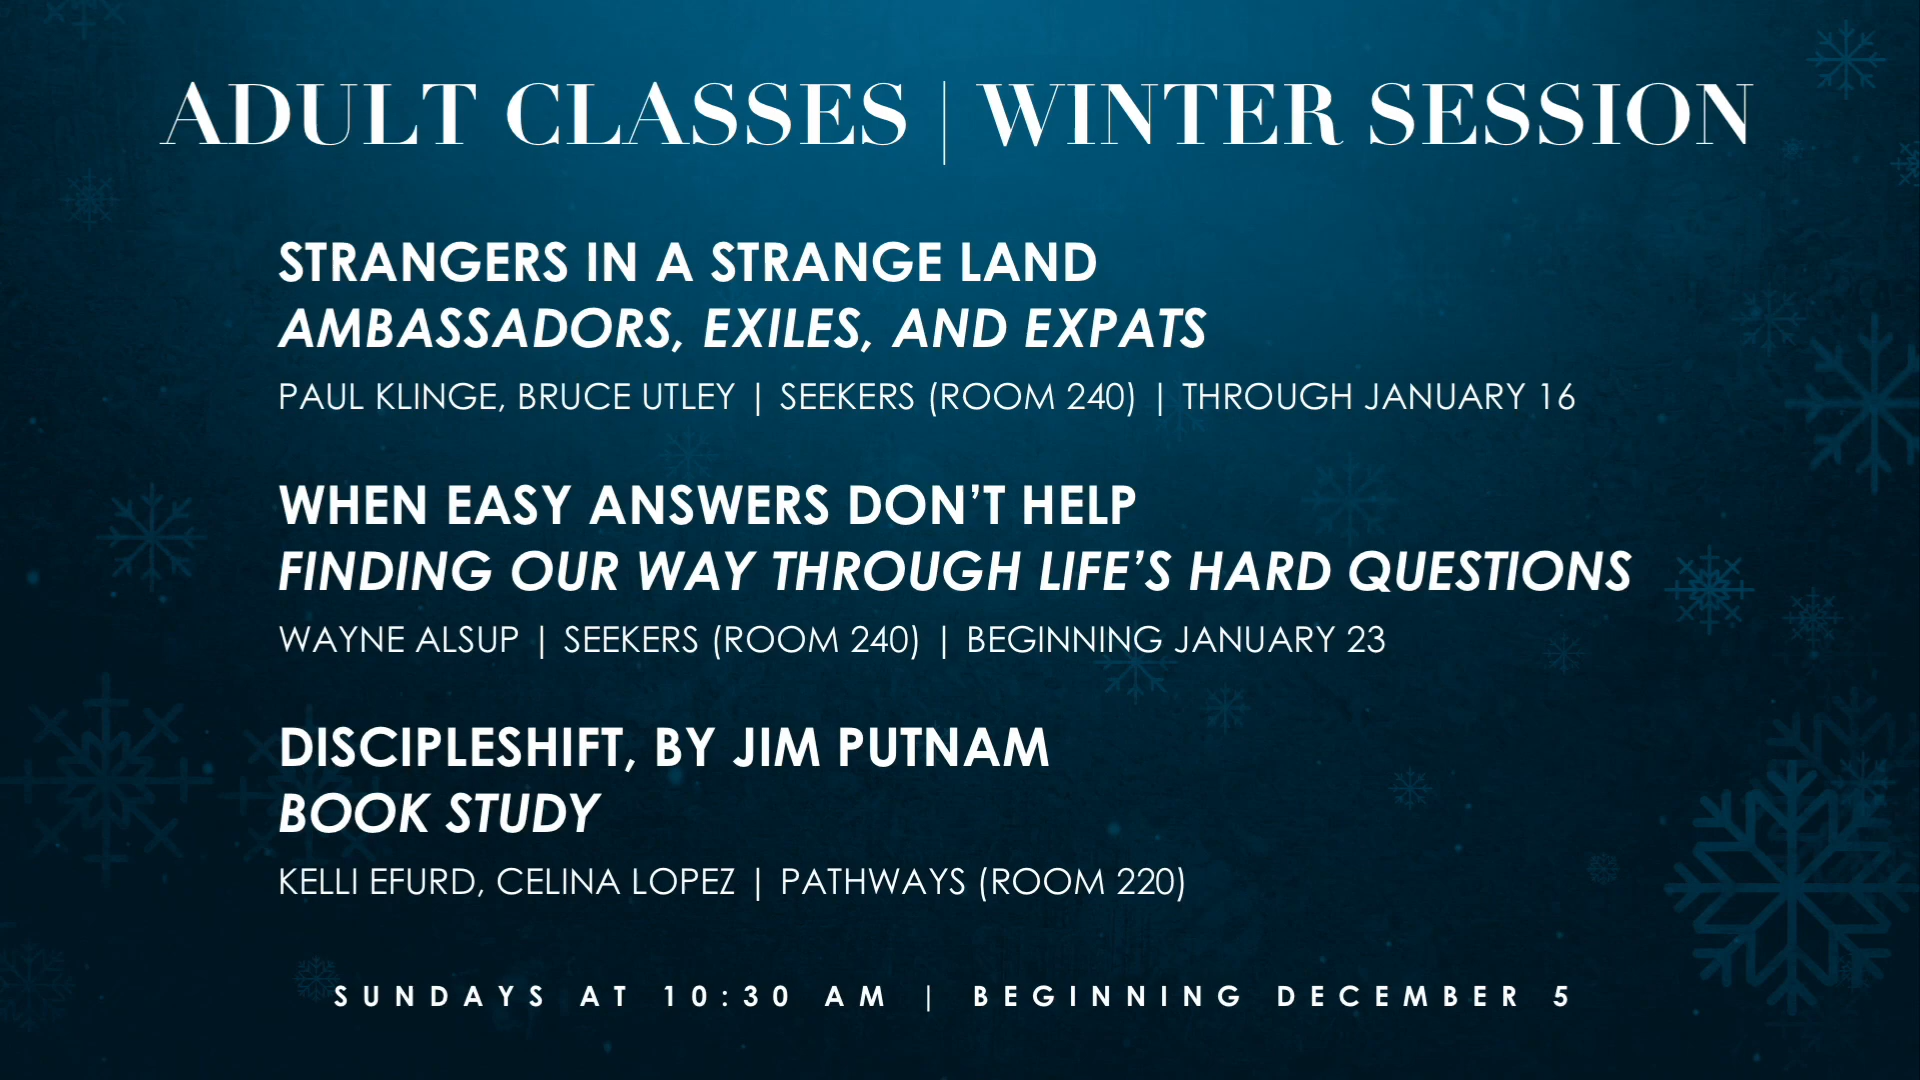 ADULT CLASSES | WINTER SESSION
STRANGERS IN A STRANGE LAND
AMBASSADORS, EXILES, AND EXPATS
PAUL KLINGE, BRUCE UTLEY | SEEKERS (ROOM 240) | THROUGH JANUARY 16
WHEN EASY ANSWERS DON’T HELP
FINDING OUR WAY THROUGH LIFE’S HARD QUESTIONS
WAYNE ALSUP | SEEKERS (ROOM 240) | BEGINNING JANUARY 23
DISCIPLESHIFT, BY JIM PUTNAM
BOOK STUDY
KELLI EFURD, CELINA LOPEZ | PATHWAYS (ROOM 220)
SUNDAYS AT 10:30 AM | BEGINNING DECEMBER 5